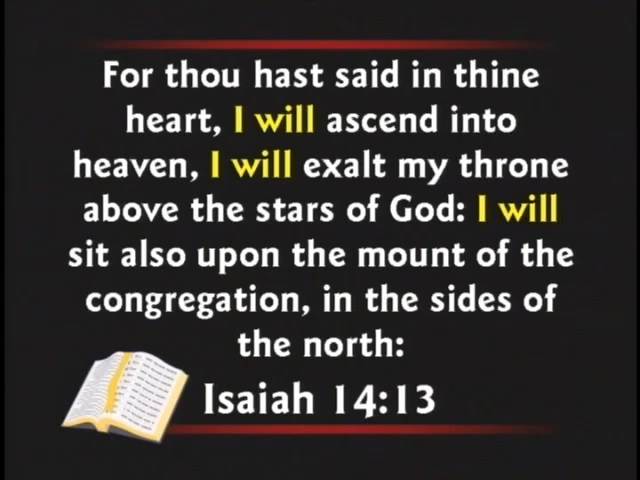 For thou hast said in thine
heart, I will ascend into
heaven, I will exalt my throne
above the stars of God: I will
sit also upon the mount of the
congregation, in the sides of
the north:
Isaiah 14:13